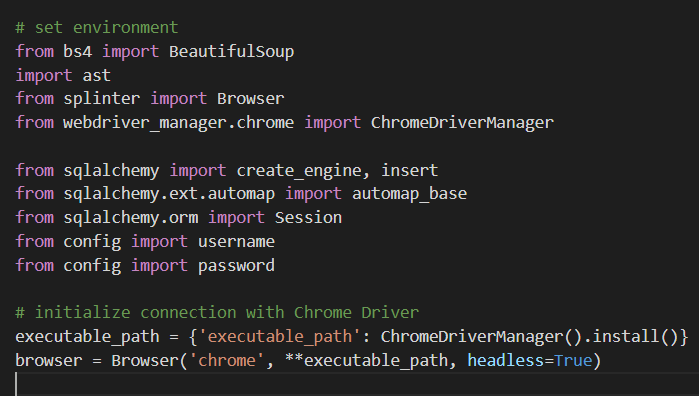 # set environment
from bs4 import BeautifulSoup
import ast
from splinter import Browser
from webdriver_manager.chrome import ChromeDriverManager
from sqlalchemy import create_engine, insert
from sqlalchemy.ext.automap import automap_base
from sqlalchemy.orm import Session
from config import username
from config import password
# initialize connection with Chrome Driver
executable_path = {'executable_path': ChromeDriverManager().install()}
browser = Browser('chrome', **executable_path, headless=True)